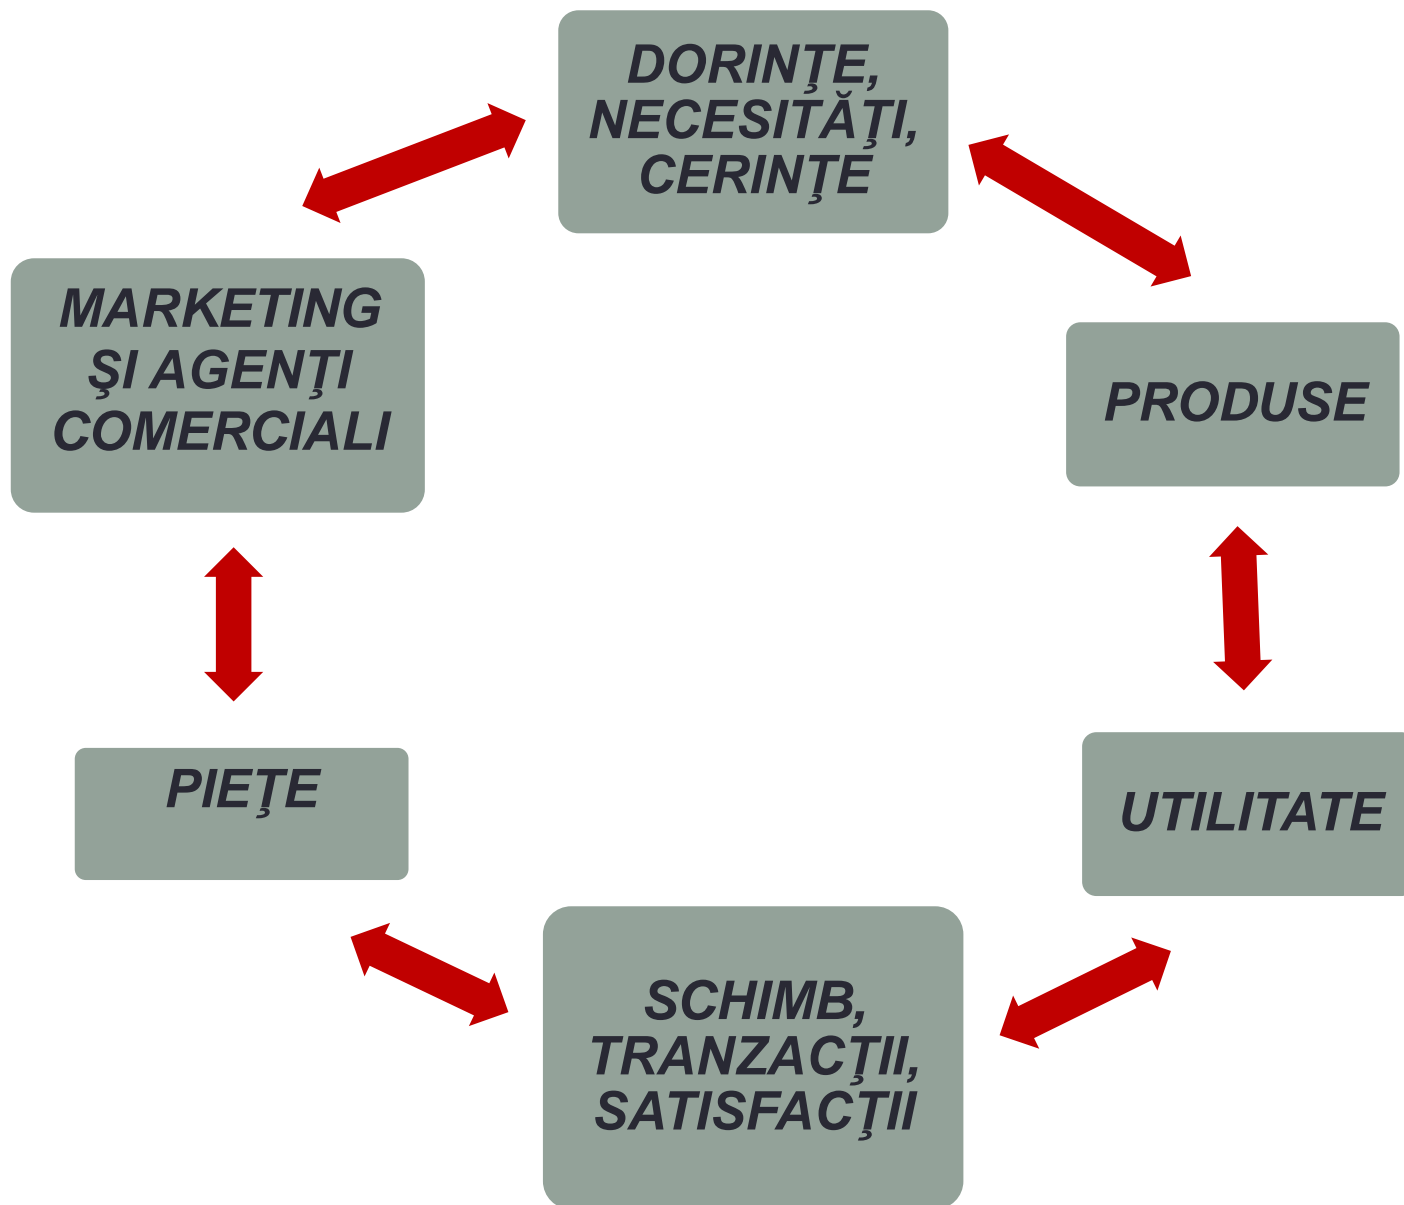 DORINŢE,
NECESITĂŢI,
CERINŢE
MARKETING
ŞI AGENŢI
COMERCIALI
PRODUSE
PIEŢE
UTILITATE
SCHIMB,
TRANZACŢII,
SATISFACŢII